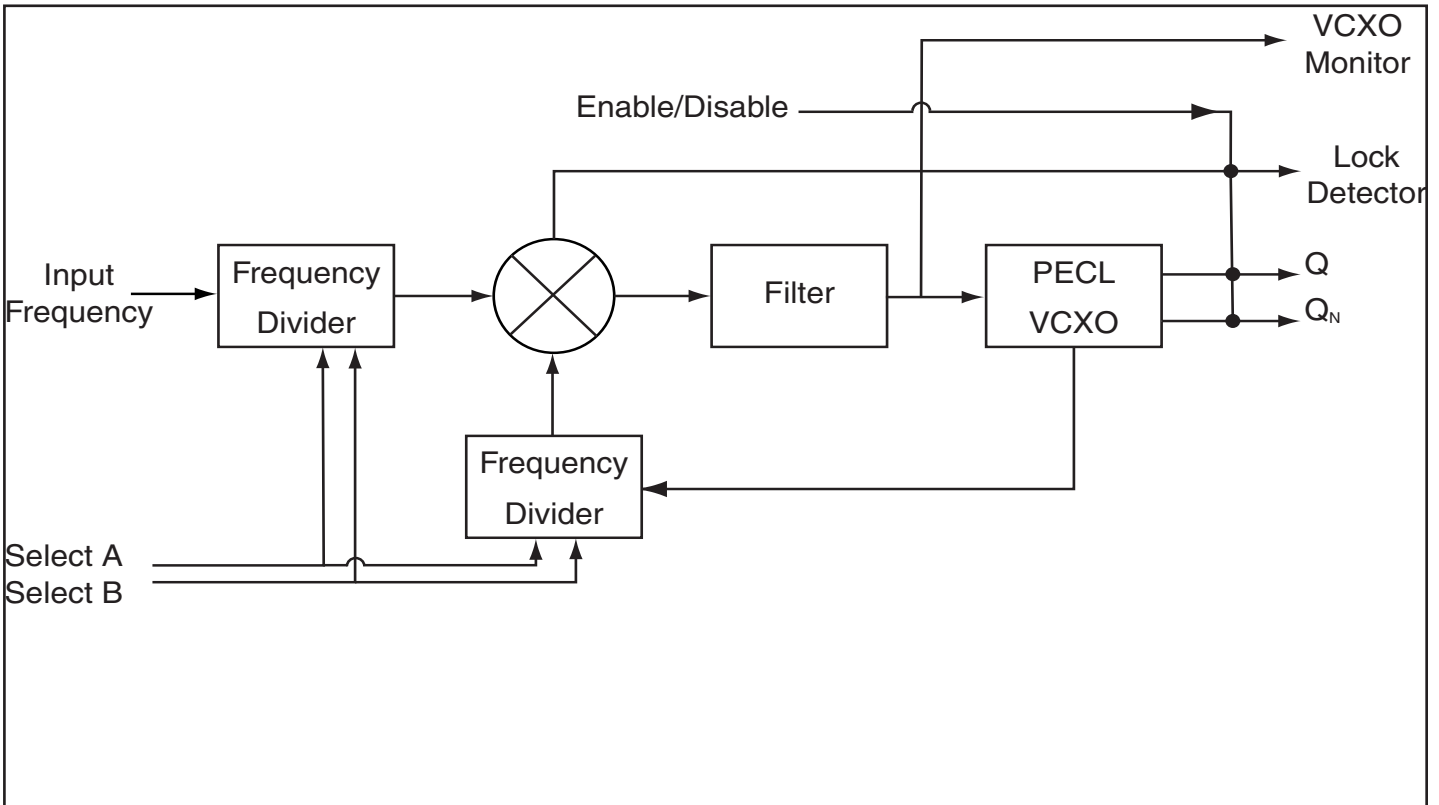 VCXO
Monitor
Enable/Disable
Lock
Detector
Input
Frequency
Frequency
Divider
Filter
PECL
VCXO
Q
QN
Frequency
Divider
Select A
Select B